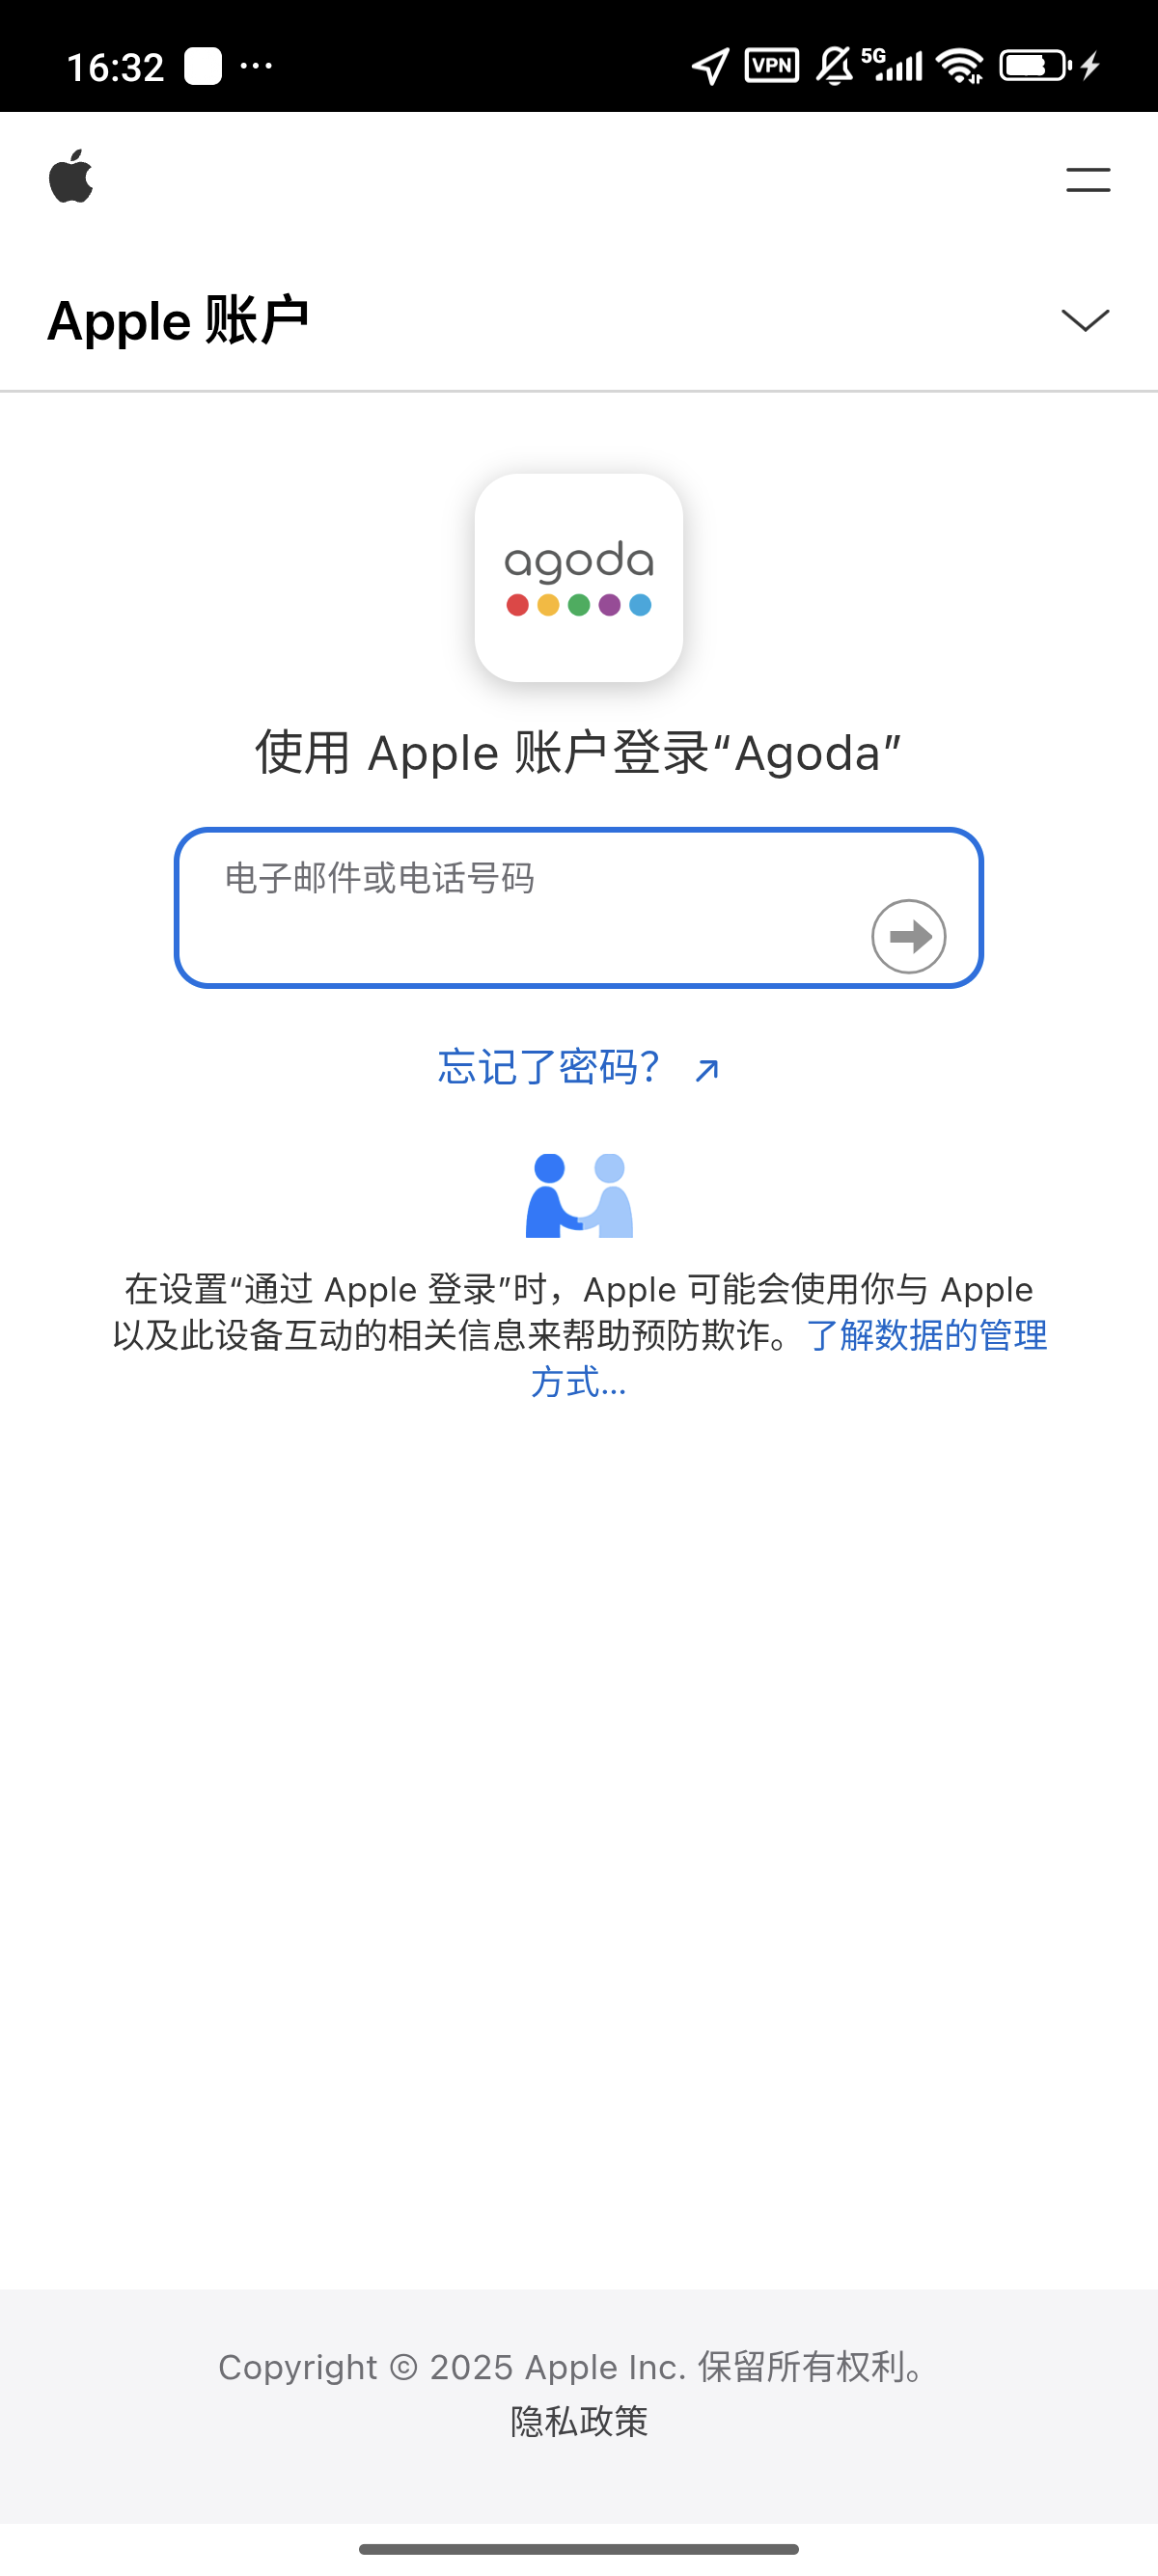 16:32 ...
VPN 5G
Apple 账户
agoda
使用 Apple 账户登录“Agoda”
电子邮件或电话号码
忘记了密码？ ↗
在设置“通过 Apple 登录”时，Apple 可能会使用你与 Apple
以及此设备互动的相关信息来帮助预防欺诈。了解数据的管理
方式...
Copyright © 2025 Apple Inc. 保留所有权利。
隐私政策